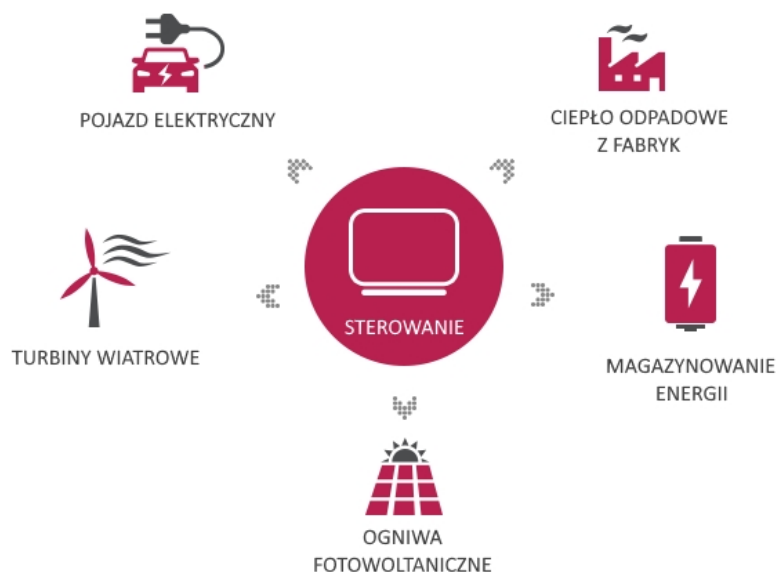 POJAZD ELEKTRYCZNY
CIEPŁO ODPADOWE
Z FABRYK
STEROWANIE
TURBINY WIATROWE
MAGAZYNOWANIE
ENERGII
OGNIWA
FOTOWOLTANICZNE